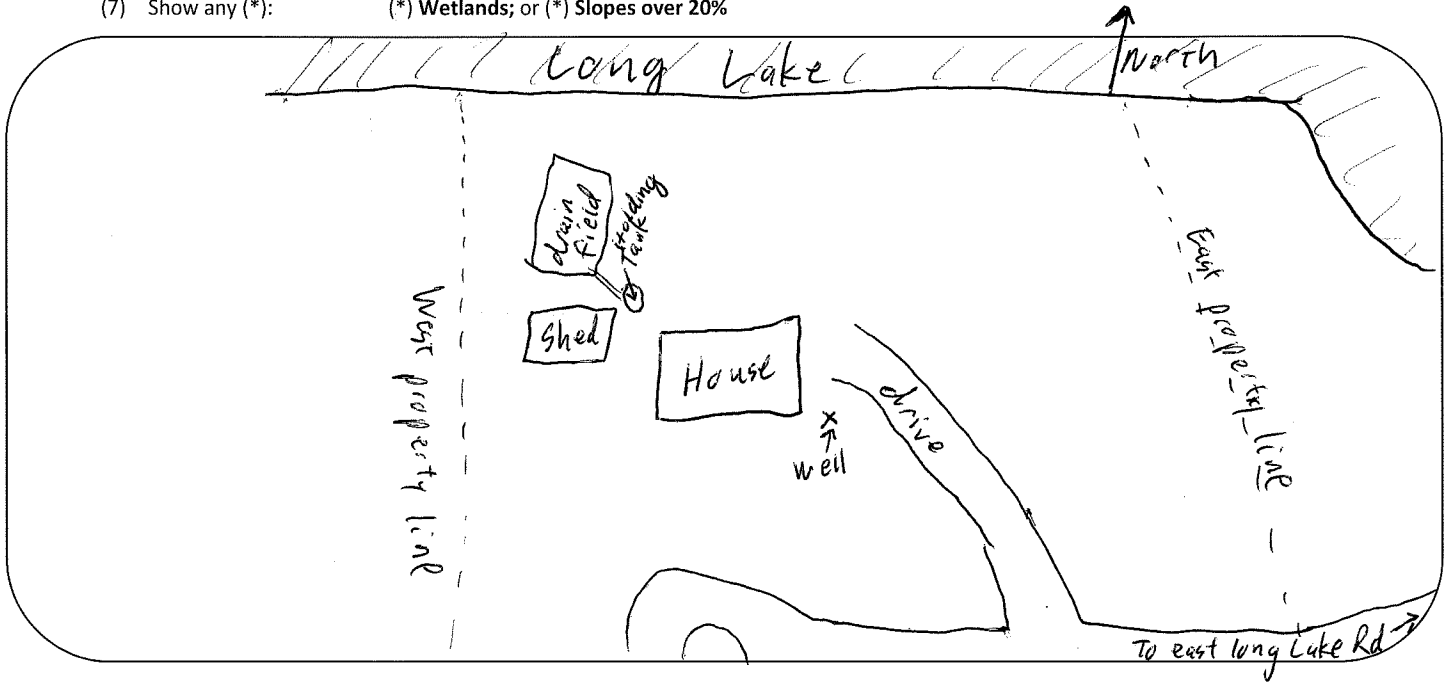 (7) Show any (*): (*) Wetlands; or (*) Slopes over 20%
Long Lake
North
drain
field
Holding
Tank
Shed
House
well
drive
West property line
East property line
To east long Lake Rd